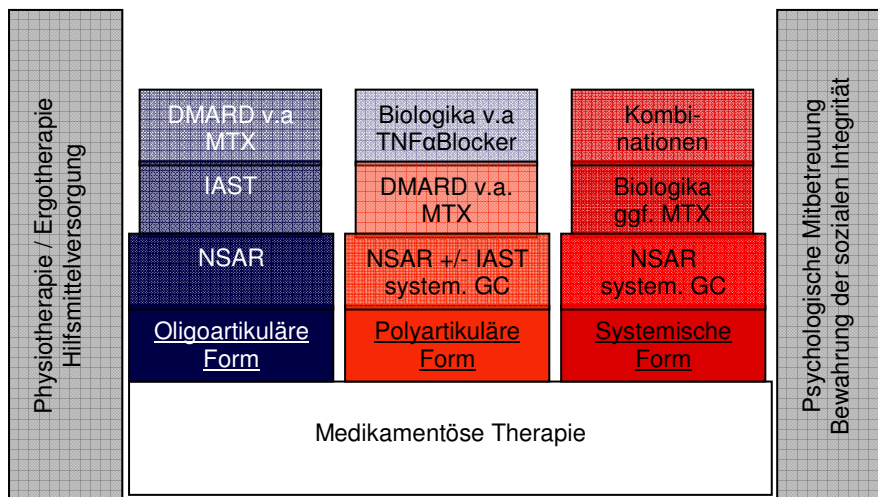 Physiotherapie / Ergotherapie
Hilfsmittelversorgung
DMARD v.a
MTX
IAST
NSAR
Oligoartikuläre
Form
Biologika v.a
TNFαBlocker
DMARD v.a.
MTX
NSAR +/- IAST
system. GC
Polyartikuläre
Form
Kombi-
nationen
Biologika
ggf. MTX
NSAR
system. GC
Systemische
Form
Medikamentöse Therapie
Psychologische Mitbetreuung
Bewahrung der sozialen Integrität